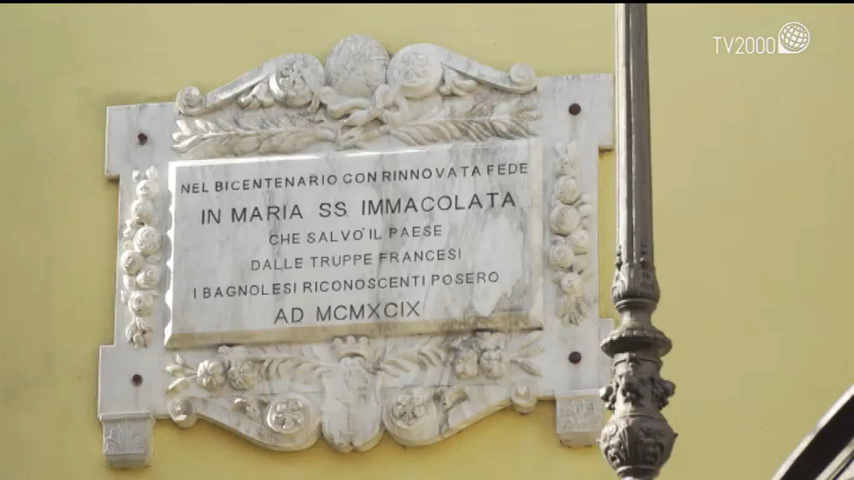 TV2000
NEL BICENTENARIO CON RINNOVATA FEDE
IN MARIA SS. IMMACOLATA
CHE SALVO' IL PAESE
DALLE TRUPPE FRANCESI
I BAGNOLESI RICONOSCENTI POSERO
AD MCMXCIX